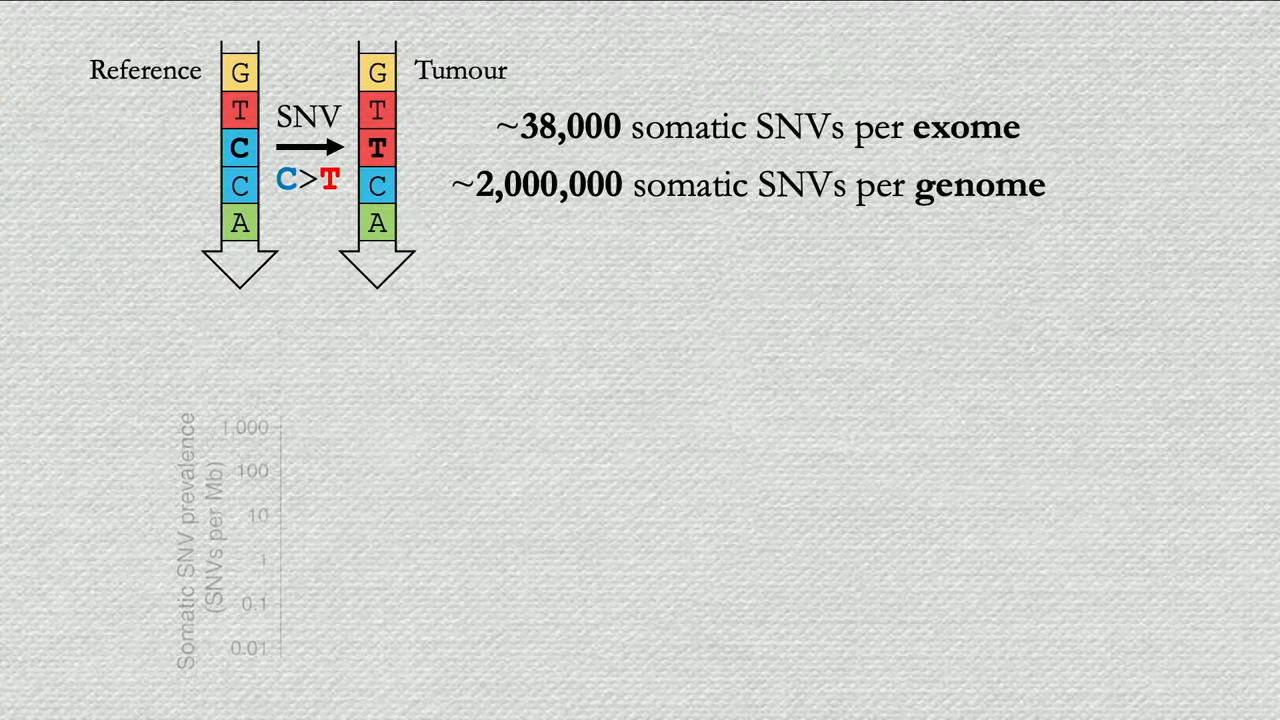 Reference
G
T
C
C
A
SNV
C>T
G
T
T
C
A
Tumour
~38,000 somatic SNVs per exome
~2,000,000 somatic SNVs per genome
Somatic SNV prevalence
(SNVs per Mb)
1,000
100
10
1
0.1
0.01